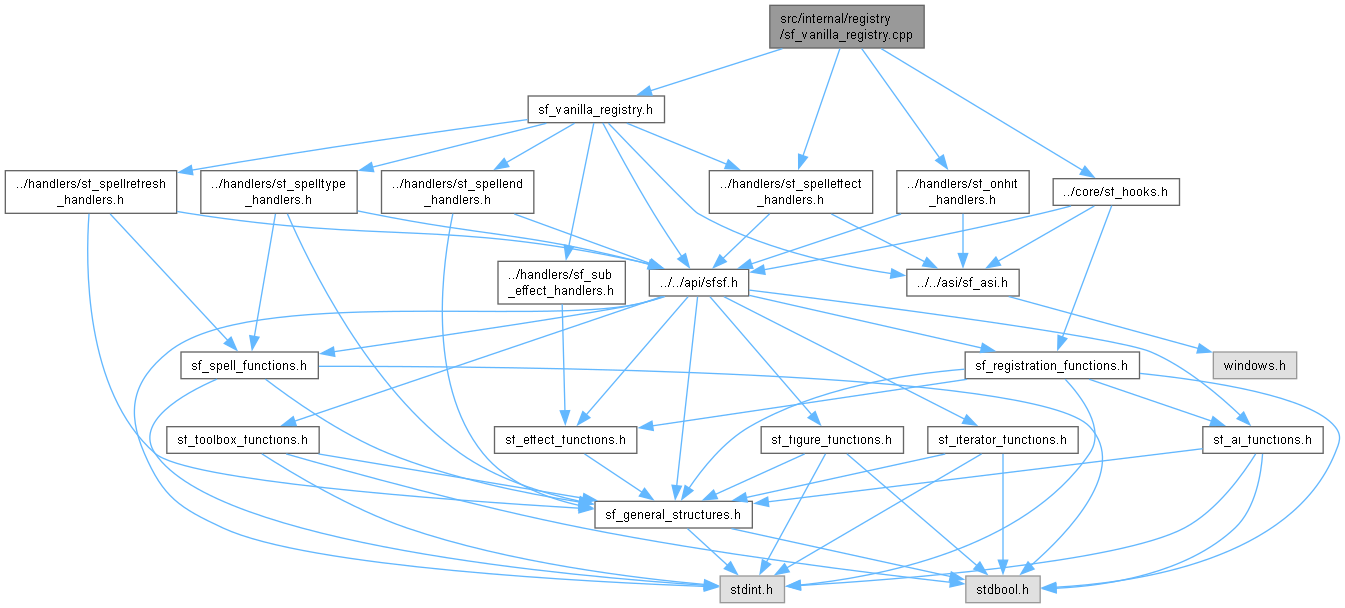 src/internal/registry
/sf_vanilla_registry.cpp
sf_vanilla_registry.h
../handlers/sf_spellrefresh
_handlers.h
../handlers/sf_spelltype
_handlers.h
../handlers/sf_spellend
_handlers.h
../handlers/sf_spelleffect
_handlers.h
../handlers/sf_onhit
_handlers.h
../core/sf_hooks.h
../handlers/sf_sub
_effect_handlers.h
../../api/sfsf.h
../../asi/sf_asi.h
sf_spell_functions.h
sf_registration_functions.h
windows.h
sf_toolbox_functions.h
sf_effect_functions.h
sf_figure_functions.h
sf_iterator_functions.h
sf_ai_functions.h
sf_general_structures.h
stdint.h
stdbool.h